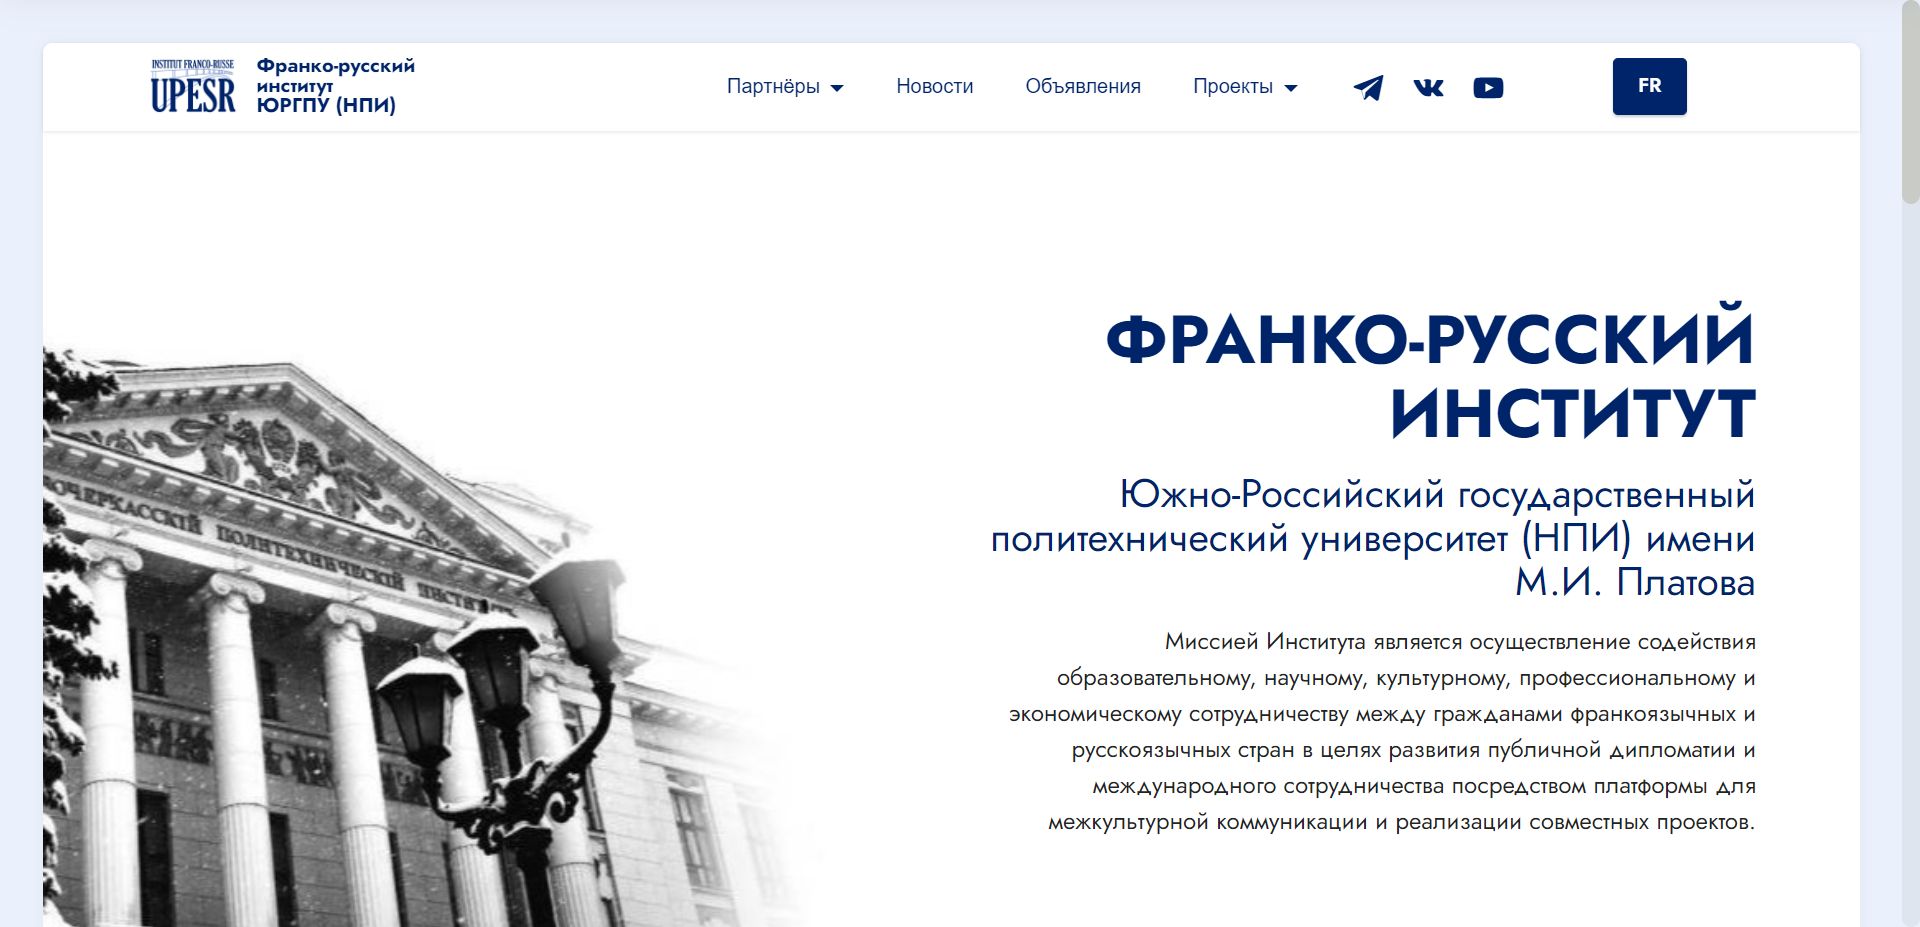 INSTITUT FRANCO-RUSSE
UPESR
Франко-русский
институт
ЮРГПУ (НПИ)
Партнёры
Новости
Объявления
Проекты
FR
ФРАНКО-РУССКИЙ
ИНСТИТУТ
Южно-Российский государственный
политехнический университет (НПИ) имени
М.И. Платова
Миссией Института является осуществление содействия
образовательному, научному, культурному, профессиональному и
экономическому сотрудничеству между гражданами франкоязычных и
русскоязычных стран в целях развития публичной дипломатии и
международного сотрудничества посредством платформы для
межкультурной коммуникации и реализации совместных проектов.
ОЧЕРКАССКІЙ ПОЛИТЕХНИЧЕСКІЙ